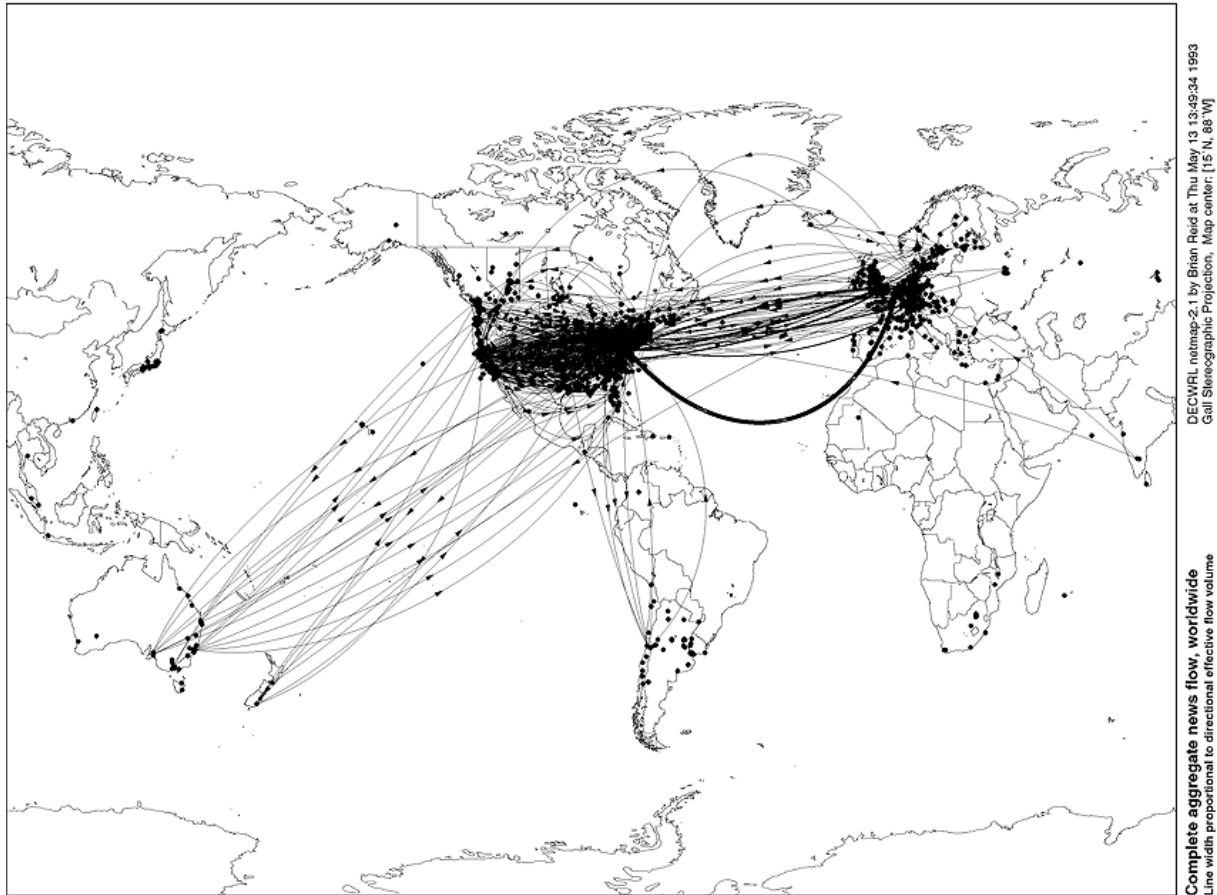 Complete aggregate news flow, worldwide
Line width proportional to directional effective flow volume
DECWRL netmap-2.1 by Brian Reid at Thu May 13 13:49:34 1993
Gall Stereographic Projection, Map center: [15°N, 88°W]